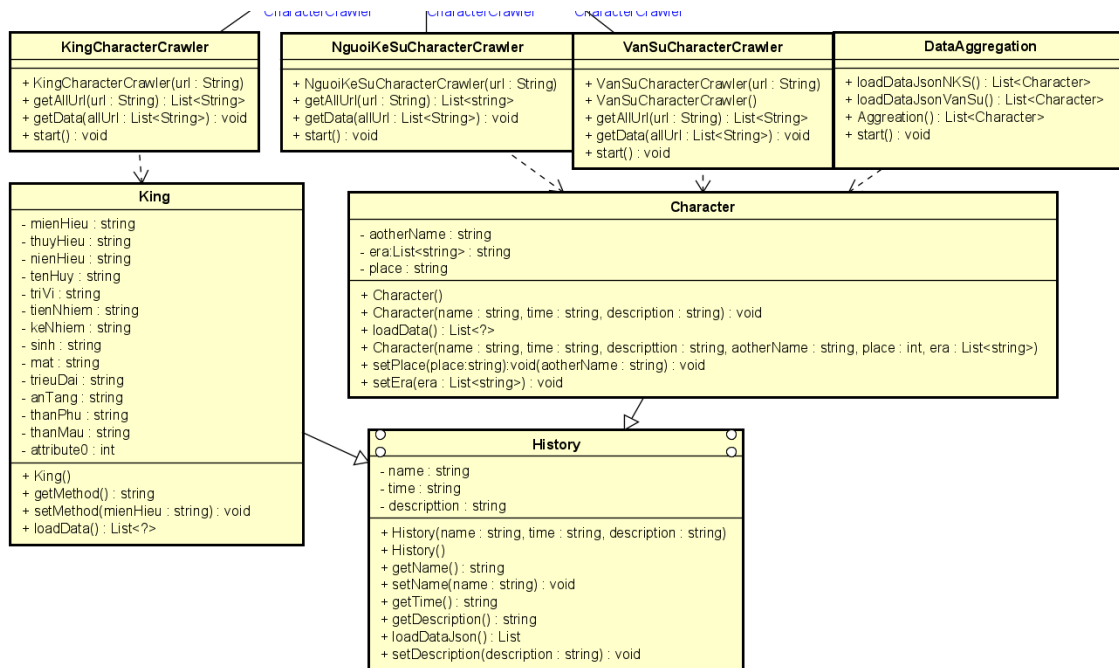 CharacterCrawler CharacterCrawler CharacterCrawler
KingCharacterCrawler
+ KingCharacterCrawler(url : String)
+ getAllUrl(url : String) : List<String>
+ getData(allUrl : List<String>) : void
+ start() : void
NguoiKeSuCharacterCrawler
+ NguoiKeSuCharacterCrawler(url : String)
+ getAllUrl(url : String) : List<string>
+ getData(allUrl : List<String>) : void
+ start() : void
VanSuCharacterCrawler
+ VanSuCharacterCrawler(url : String)
+ VanSuCharacterCrawler()
+ getAllUrl(url : String) : List<String>
+ getData(allUrl : List<String>) : void
+ start() : void
DataAggregation
+ loadDataJsonNKS() : List<Character>
+ loadDataJsonVanSu() : List<Character>
+ Aggreation() : List<Character>
+ start() : void
King
- mienHieu : string
- thuyHieu : string
- nienHieu : string
- tenHuy : string
- triVi : string
- tienNhiem : string
- keNhiem : string
- sinh : string
- mat : string
- trieuDai : string
- anTang : string
- thanPhu : string
- thanMau : string
- attribute0 : int
+ King()
+ getMethod() : string
+ setMethod(mienHieu : string) : void
+ loadData() : List<?>
Character
- aotherName : string
- era:List<string> : string
- place : string
+ Character()
+ Character(name : string, time : string, description : string) : void
+ loadData() : List<?>
+ Character(name : string, time : string, descripttion : string, aotherName : string, place : int, era : List<string>)
+ setPlace(place:string):void(aotherName : string) : void
+ setEra(era : List<string>) : void
History
- name : string
- time : string
- descripttion : string
+ History(name : string, time : string, description : string)
+ History()
+ getName() : string
+ setName(name : string) : void
+ getTime() : string
+ getDescription() : string
+ loadDataJson() : List
+ setDescription(description : string) : void